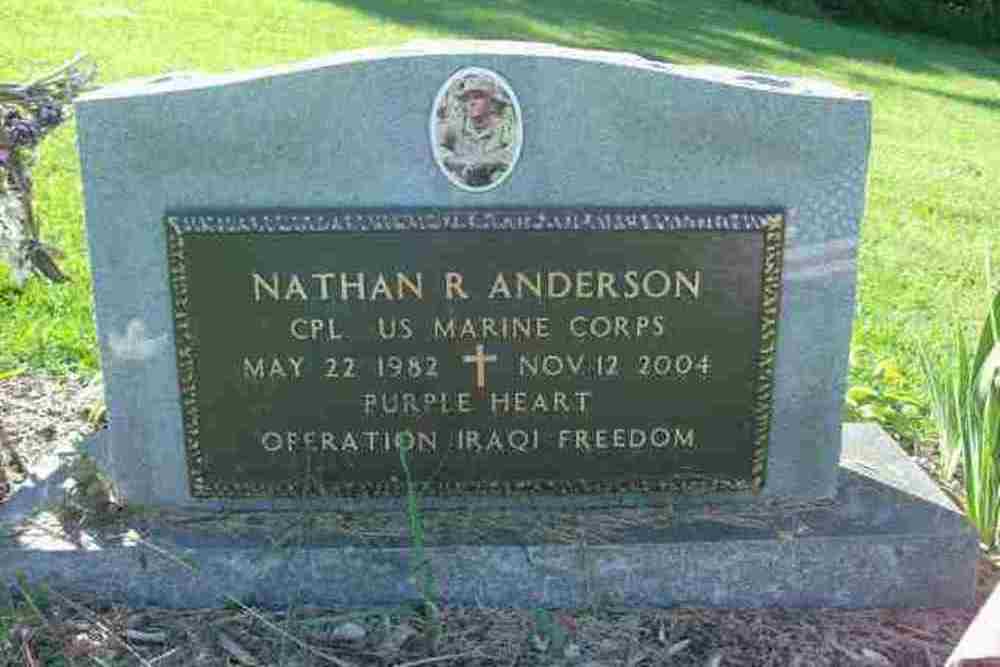 NATHAN R ANDERSON
CPL US MARINE CORPS
MAY 22 1982 NOV 12 2004
PURPLE HEART
OPERATION IRAQI FREEDOM